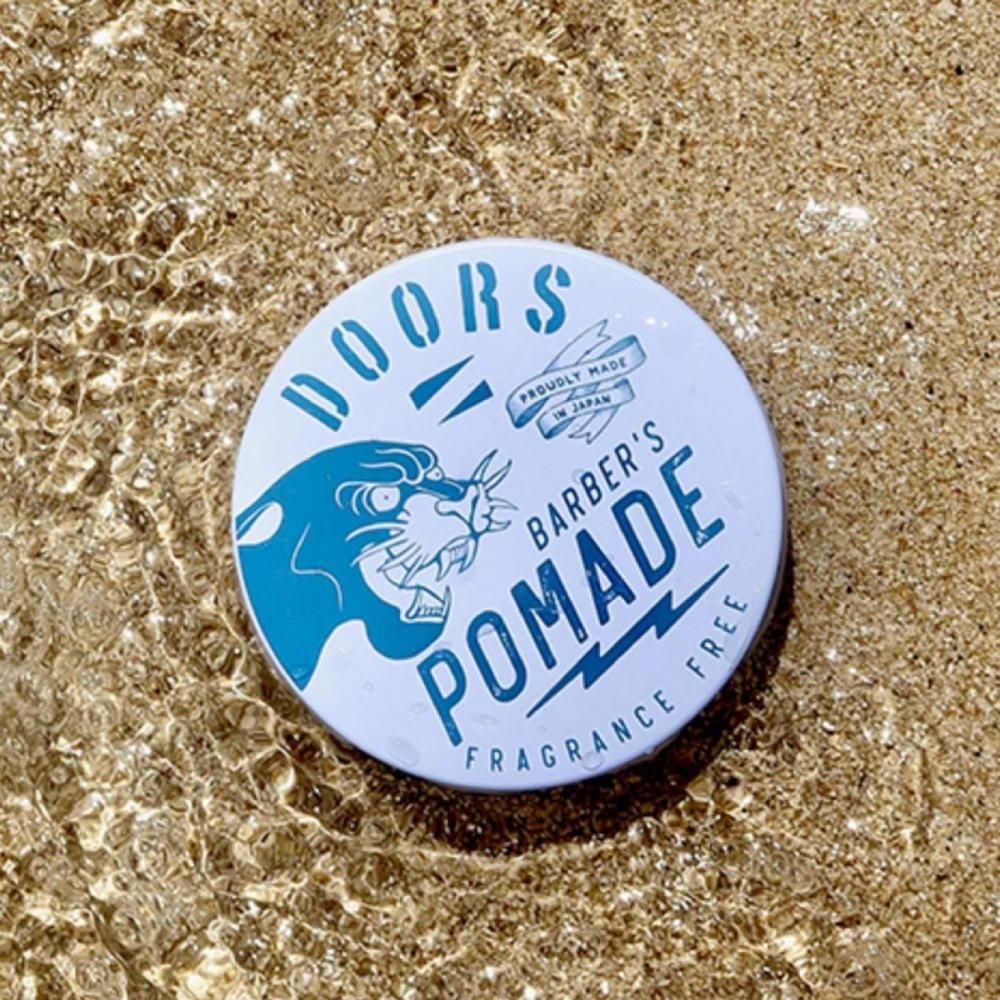 DOORS
PROUDLY MADE
IN JAPAN
BARBER'S
POMADE
FRAGRANCE FREE